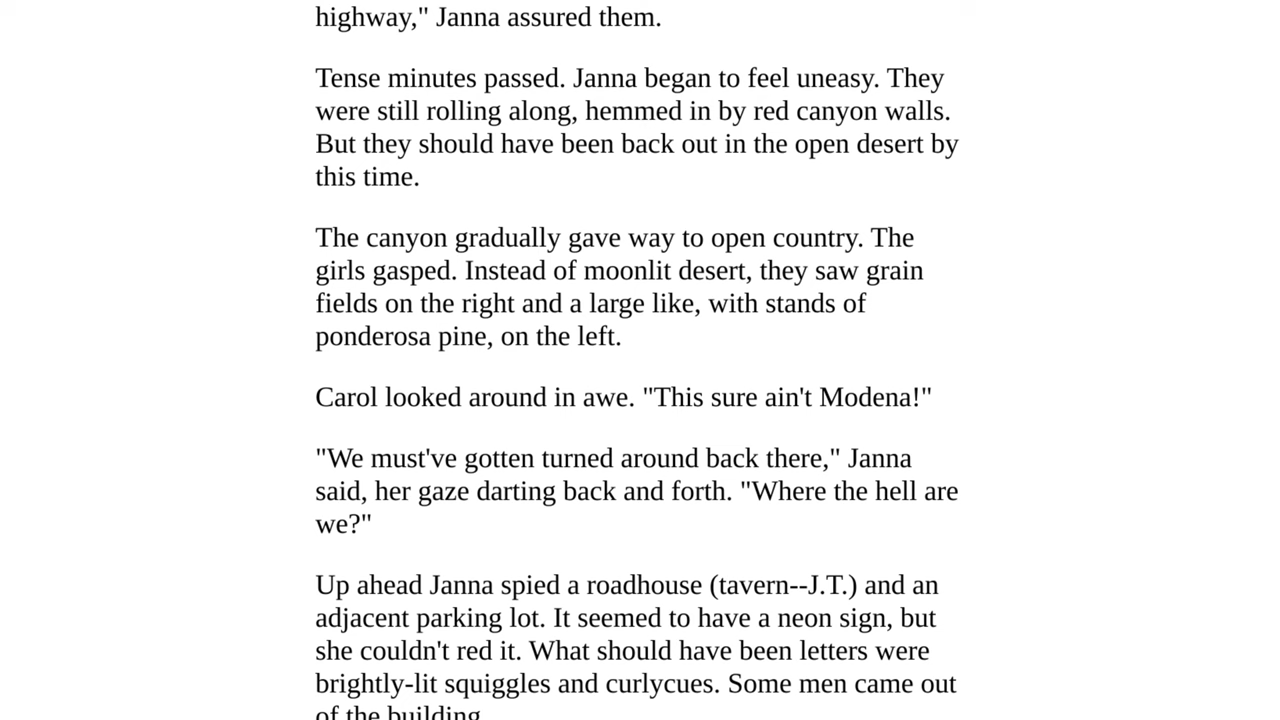 highway," Janna assured them.
Tense minutes passed. Janna began to feel uneasy. They
were still rolling along, hemmed in by red canyon walls.
But they should have been back out in the open desert by
this time.
The canyon gradually gave way to open country. The
girls gasped. Instead of moonlit desert, they saw grain
fields on the right and a large like, with stands of
ponderosa pine, on the left.
Carol looked around in awe. "This sure ain't Modena!"
"We must've gotten turned around back there," Janna
said, her gaze darting back and forth. "Where the hell are
we?"
Up ahead Janna spied a roadhouse (tavern--J.T.) and an
adjacent parking lot. It seemed to have a neon sign, but
she couldn't red it. What should have been letters were
brightly-lit squiggles and curlycues. Some men came out
of the building.